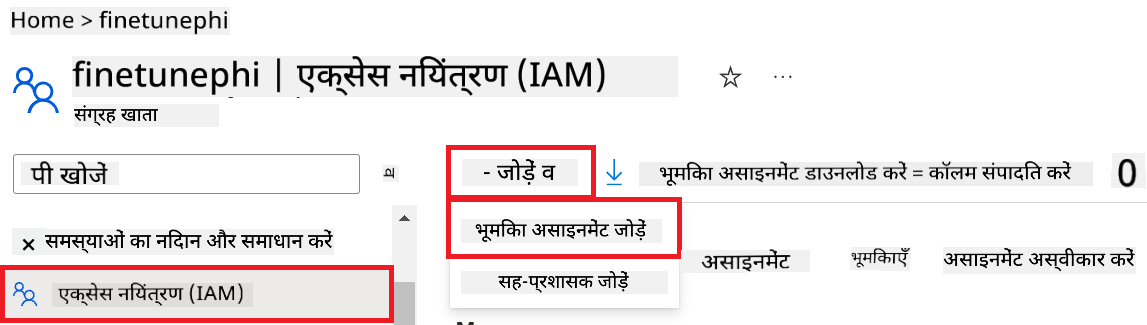 Home > finetunephi
finetunephi | एक्सेस नियंत्रण (IAM)
संग्रह खाता
पी खोजें
- जोड़ें व
भूमिका असाइनमेंट डाउनलोड करें = कॉलम संपादित करें
0
समस्याओं का निदान और समाधान करें
भूमिका असाइनमेंट जोड़ें
असाइनमेंट
भूमिकाएँ
असाइनमेंट अस्वीकार करें
सह-प्रशासक जोड़ें
एक्सेस नियंत्रण (IAM)